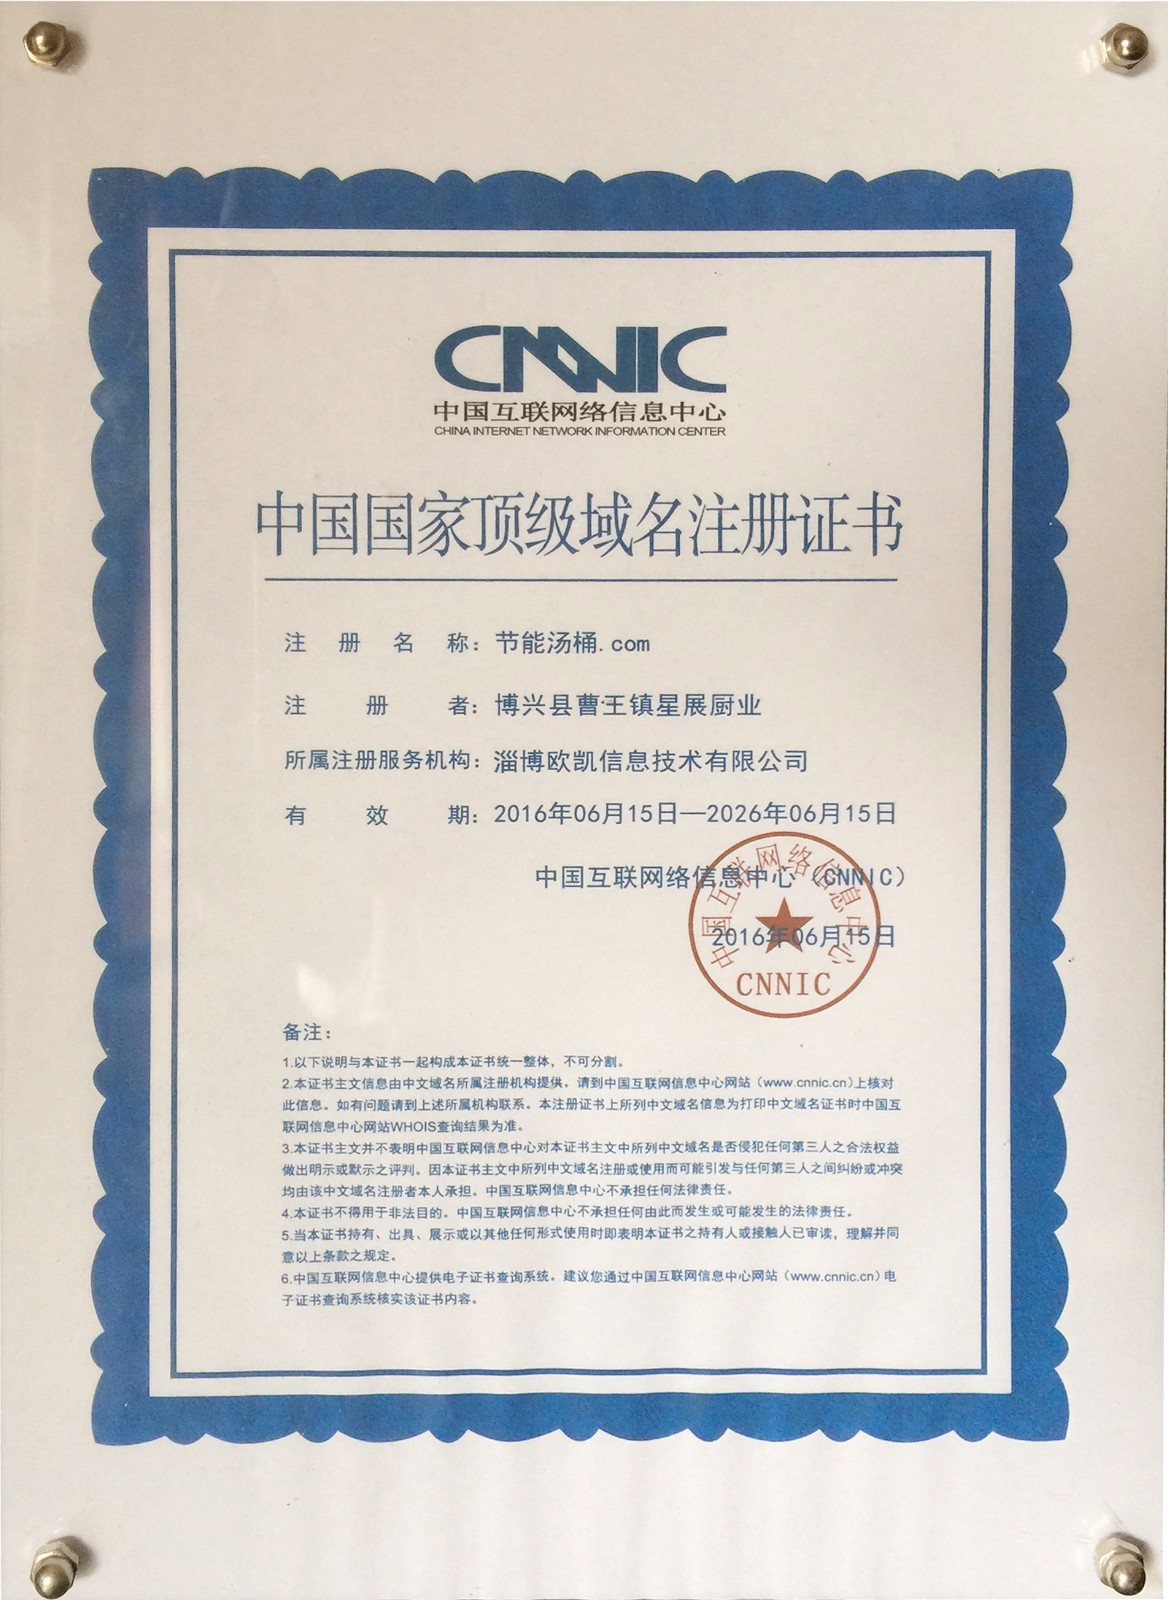 CNNIC
中国互联网络信息中心
CHINA INTERNET NETWORK INFORMATION CENTER
中国国家顶级域名注册证书
注册名称：节能汤桶.com
注册者：博兴县曹王镇星展厨业
所属注册服务机构：淄博欧凯信息技术有限公司
有效期：2016年06月15日—2026年06月15日
中国互联网络信息中心（CNNIC）
2016年06月15日
中国互联网络信息中心
CNNIC
备注：
1.以下说明与本证书一起构成本证书统一整体，不可分割。
2.本证书主文信息由中文域名所属注册机构提供。请到中国互联网信息中心网站（www.cnnic.cn)上核对
此信息。如有问题请到上述所属机构联系。本注册证书上所列中文域名信息为打印中文域名证书时中国互
联网信息中心网站WHOIS查询结果为准。
3.本证书主文并不表明中国互联网信息中心对本证书主文中所列中文域名是否侵犯任何第三人之合法权益
做出明示或默示之评判。因本证书主文中所列中文域名注册或使用而可能引发与任何第三人之间纠纷或冲突
均由该中文域名注册者本人承担。中国互联网信息中心不承担任何法律责任。
4.本证书不得用于非法目的。中国互联网信息中心不承担任何由此而发生或可能发生的法律责任。
5.当本证书持有、出具、展示或以其他任何形式使用时即表明本证书之持有人或接触人已审读，理解并同
意以上条款之规定。
6.中国互联网信息中心提供电子证书查询系统。建议您通过中国互联网信息中心网站（www.cnnic.cn）电
子证书查询系统核实该证书内容。